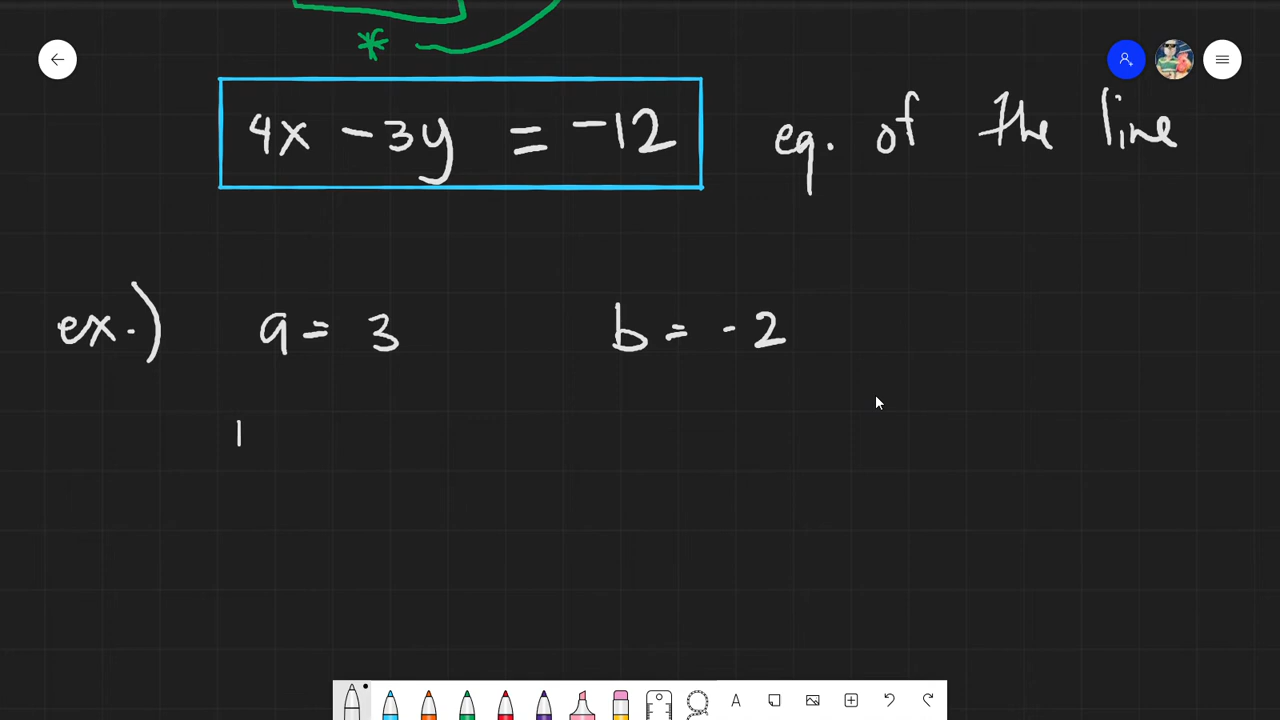 *
4x - 3y = -12 eq. of the line
ex.) a = 3 b = -2
A